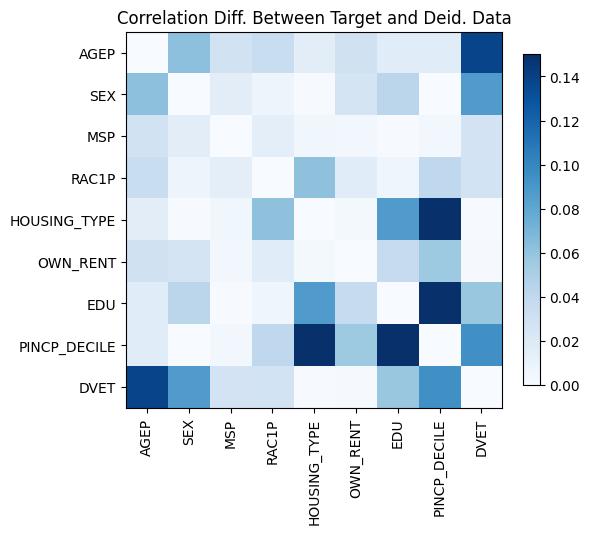 Correlation Diff. Between Target and Deid. Data
AGEP
SEX
MSP
RAC1P
HOUSING_TYPE
OWN_RENT
EDU
PINCP_DECILE
DVET
AGEP
SEX
MSP
RAC1P
HOUSING_TYPE
OWN_RENT
EDU
PINCP_DECILE
DVET
0.14
0.12
0.10
0.08
0.06
0.04
0.02
0.00